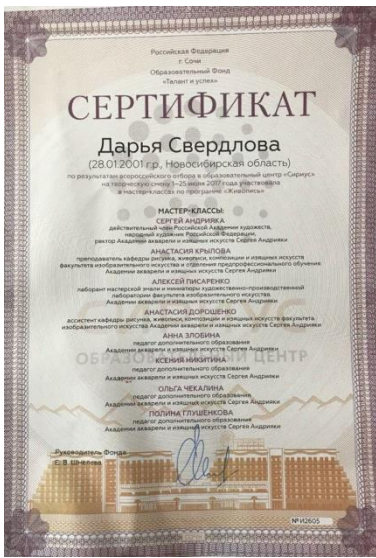 Российская Федерация
г. Сочи
Образовательный Фонд
«Талант и успех»
СЕРТИФИКАТ
Дарья Свердлова
(28.01.2001 г.р., Новосибирская область)
по результатам всероссийского отбора в образовательный центр «Сириус»
на творческую смену 1–25 июля 2017 года участвовала
в мастер-классах по программе «Живопись»
МАСТЕР-КЛАССЫ:
СЕРГЕЙ АНДРИЯКА
действительный член Российской Академии художеств,
народный художник Российской Федерации,
ректор Академии акварели и изящных искусств Сергея Андрияки
АНАСТАСИЯ КРЫЛОВА
преподаватель кафедры рисунка, живописи, композиции и изящных искусств
факультета изобразительного искусства и отделения предпрофессионального обучения
Академии акварели и изящных искусств Сергея Андрияки
АЛЕКСЕЙ ПИСАРЕНКО
лаборант мастерской эмали и миниатюры художественно-производственной
лаборатории факультета изобразительного искусства
Академии акварели и изящных искусств Сергея Андрияки
АНАСТАСИЯ ДОРОШЕНКО
ассистент кафедры рисунка, живописи, композиции и изящных искусств факультета
изобразительного искусства Академии акварели и изящных искусств Сергея Андрияки
АННА ЗЛОБИНА
педагог дополнительного образования
Академии акварели и изящных искусств Сергея Андрияки
ОБРАЗОВАТЕЛЬНЫЙ ЦЕНТР
КСЕНИЯ НИКИТИНА
педагог дополнительного образования
Академии акварели и изящных искусств Сергея Андрияки
ОЛЬГА ЧЕКАЛИНА
педагог дополнительного образования
Академии акварели и изящных искусств Сергея Андрияки
ПОЛИНА ГЛУШЕНКОВА
педагог дополнительного образования
Академии акварели и изящных искусств Сергея Андрияки
Руководитель Фонда
Е. В. Шмелева
№ И2605